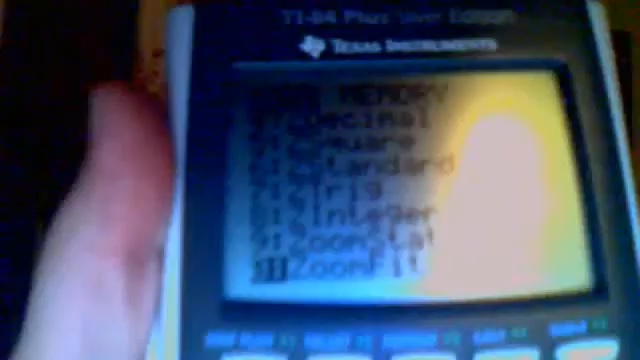 TI-84 Plus Silver Edition
TEXAS INSTRUMENTS
ZOOM MEMORY
4:ZDecimal
5:ZSquare
6:ZStandard
7:ZTrig
8:ZInteger
9:ZoomStat
0:ZoomFit